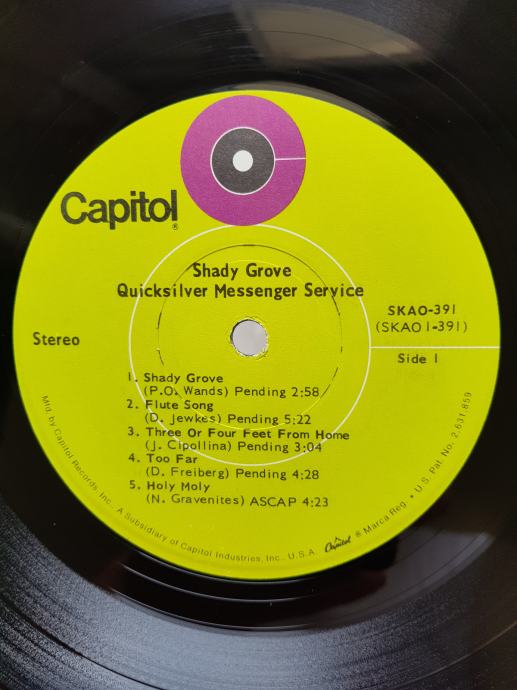 Capitol®
Shady Grove
Quicksilver Messenger Service
SKAO-391
(SKAO 1-391)
Stereo
Side 1
1. Shady Grove
(P.O. Wands) Pending 2:58
2. Flute Song
(D. Jewkes) Pending 5:22
3. Three Or Four Feet From Home
(J. Cipollina) Pending 3:04
4. Too Far
(D. Freiberg) Pending 4:28
5. Holy Moly
(N. Gravenites) ASCAP 4:23
Mfd. by Capitol Records, Inc. A Subsidiary of Capitol Industries, Inc., U.S.A. Capitol ® Marca Reg. • U.S. Pat. No. 2,631,859